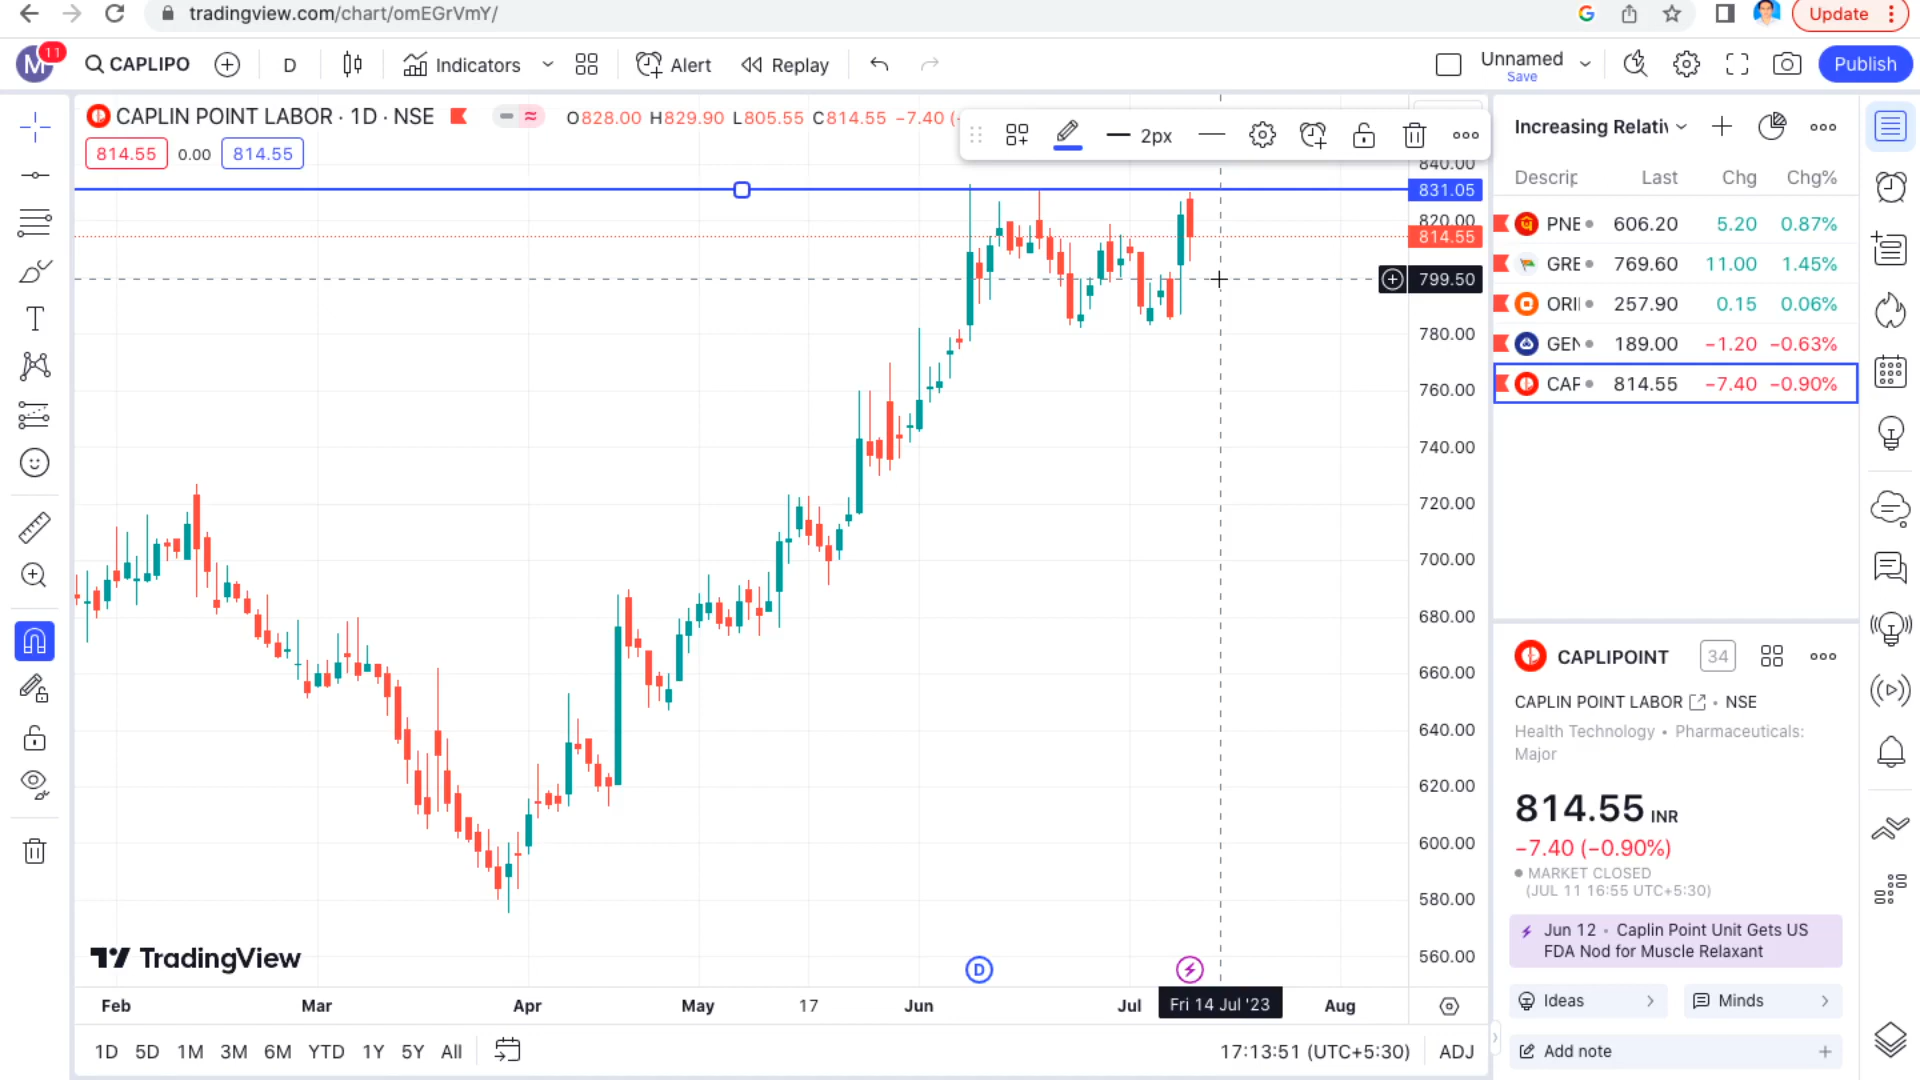 tradingview.com/chart/omEGrVmY/
Update
M
11
CAPLIPO
D
Indicators
Alert
Replay
Unnamed
Save
Publish
CAPLIN POINT LABOR · 1D · NSE
O828.00 H829.90 L805.55 C814.55 −7.40 (
814.55
0.00
814.55
2px
840.00
831.05
820.00
814.55
799.50
780.00
760.00
740.00
720.00
700.00
680.00
660.00
640.00
620.00
600.00
580.00
560.00
TradingView
D
Feb
Mar
Apr
May
17
Jun
Jul
Fri 14 Jul '23
Aug
1D
5D
1M
3M
6M
YTD
1Y
5Y
All
17:13:51 (UTC+5:30)
ADJ
Increasing Relativ
Descrip
Last
Chg
Chg%
PNB
606.20
5.20
0.87%
GRE
769.60
11.00
1.45%
ORI
257.90
0.15
0.06%
GEN
189.00
−1.20
−0.63%
CAP
814.55
−7.40
−0.90%
CAPLIPOINT
34
CAPLIN POINT LABOR
• NSE
Health Technology • Pharmaceuticals:
Major
814.55 INR
−7.40 (−0.90%)
MARKET CLOSED
(JUL 11 16:55 UTC+5:30)
Jun 12 • Caplin Point Unit Gets US
FDA Nod for Muscle Relaxant
Ideas
Minds
Add note